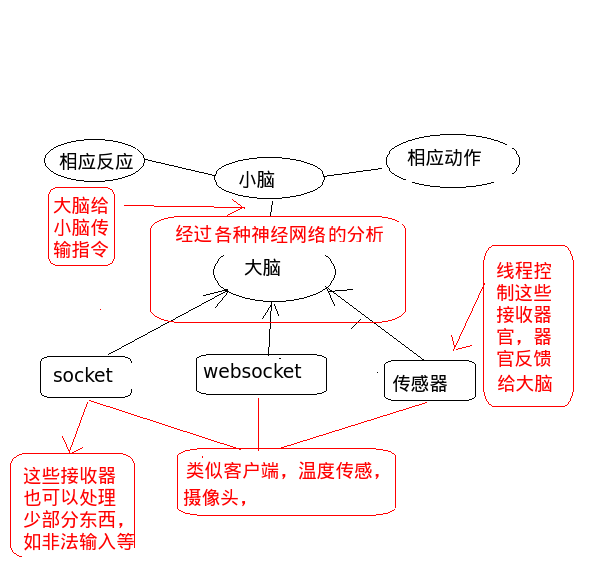 相应反应
相应动作
小脑
大脑给
小脑传
输指令
经过各种神经网络的分析
大脑
线程控
制这些
接收器
官，器
官反馈
给大脑
socket
websocket
传感器
这些接收器
也可以处理
少部分东西，
如非法输入等
类似客户端，温度传感，
摄像头，